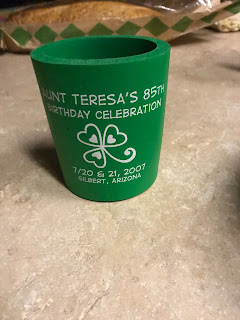 AUNT TERESA'S 85TH
BIRTHDAY CELEBRATION
7/20 & 21, 2007
GILBERT, ARIZONA